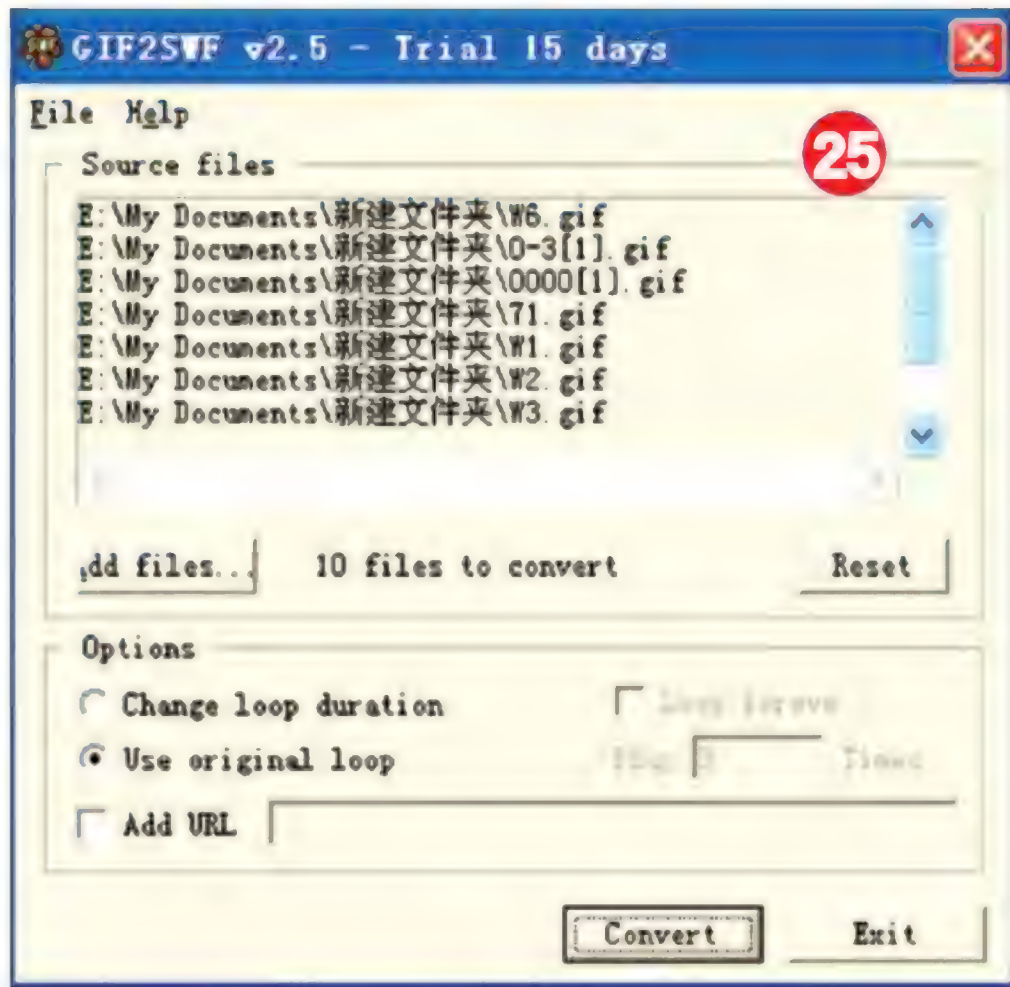 GIF2SWF v2.5 - Trial 15 days
File Help
25
Source files
E:\My Documents\新建文件夹\W6.gif
E:\My Documents\新建文件夹\0-3[1].gif
E:\My Documents\新建文件夹\0000[1].gif
E:\My Documents\新建文件夹\71.gif
E:\My Documents\新建文件夹\W1.gif
E:\My Documents\新建文件夹\W2.gif
E:\My Documents\新建文件夹\W3.gif
dd files... 10 files to convert Reset
Options
Change loop duration
Use original loop Times
Add URL
Convert Exit